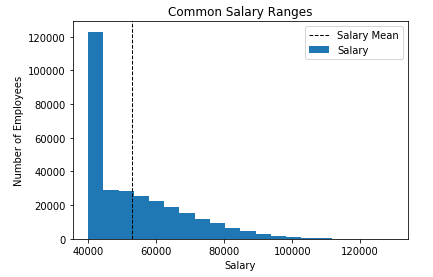 Common Salary Ranges
Salary Mean
Salary
Number of Employees
120000
100000
80000
60000
40000
20000
0
40000 60000 80000 100000 120000
Salary